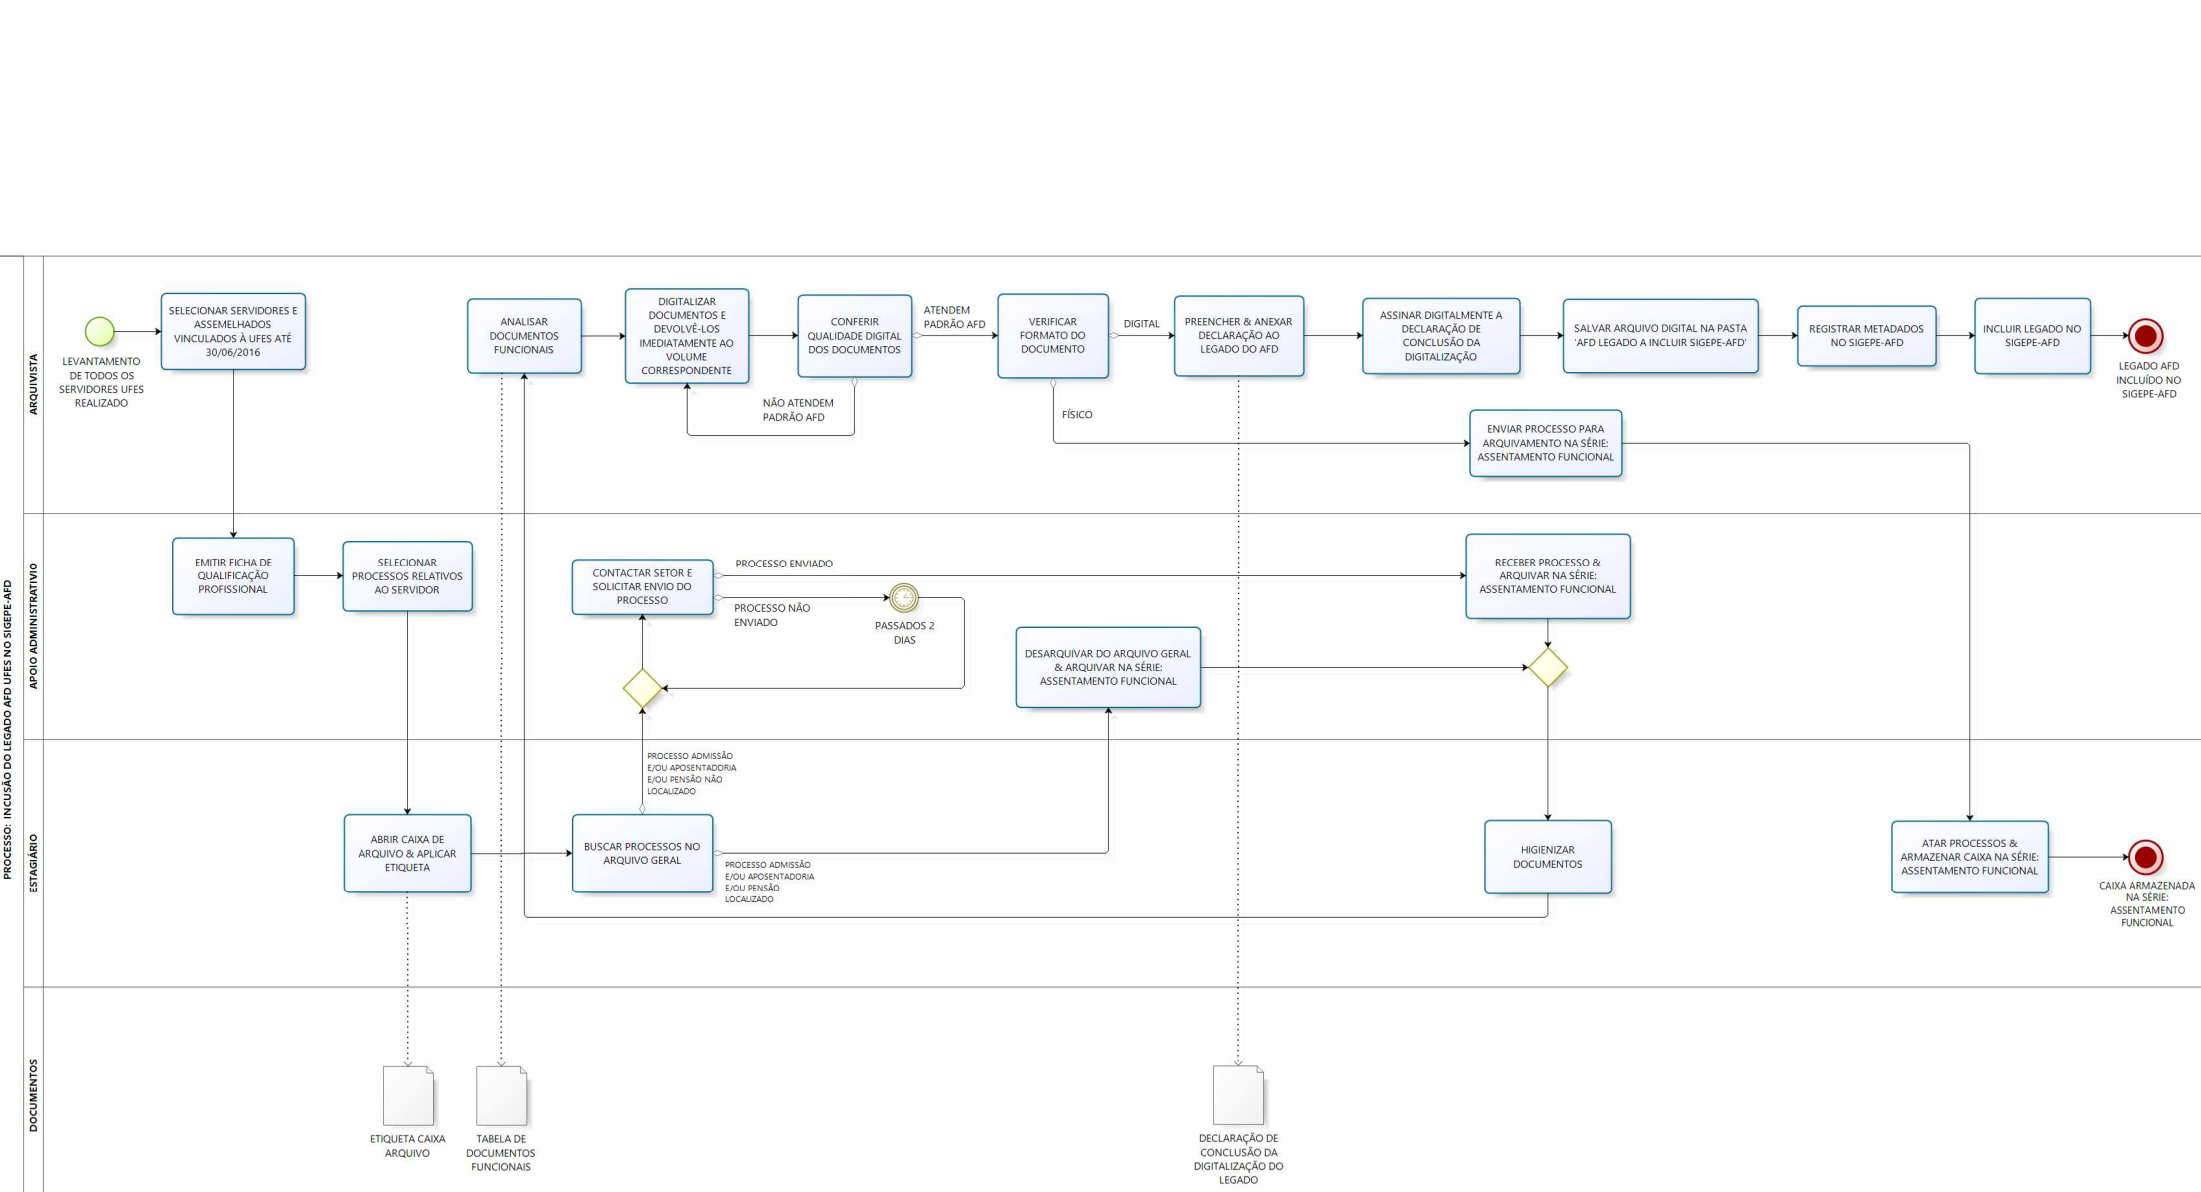 PROCESSO: INCUSÃO DO LEGADO AFD UFES NO SIGEPE-AFD
ARQUIVISTA
LEVANTAMENTO
DE TODOS OS
SERVIDORES UFES
REALIZADO
SELECIONAR SERVIDORES E
ASSEMELHADOS
VINCULADOS À UFES ATÉ
30/06/2016
ANALISAR
DOCUMENTOS
FUNCIONAIS
DIGITALIZAR
DOCUMENTOS E
DEVOLVÊ-LOS
IMEDIATAMENTE AO
VOLUME
CORRESPONDENTE
CONFERIR
QUALIDADE DIGITAL
DOS DOCUMENTOS
ATENDEM
PADRÃO AFD
NÃO ATENDEM
PADRÃO AFD
VERIFICAR
FORMATO DO
DOCUMENTO
DIGITAL
FÍSICO
PREENCHER & ANEXAR
DECLARAÇÃO AO
LEGADO DO AFD
ASSINAR DIGITALMENTE A
DECLARAÇÃO DE
CONCLUSÃO DA
DIGITALIZAÇÃO
SALVAR ARQUIVO DIGITAL NA PASTA
'AFD LEGADO A INCLUIR SIGEPE-AFD'
REGISTRAR METADADOS
NO SIGEPE-AFD
INCLUIR LEGADO NO
SIGEPE-AFD
LEGADO AFD
INCLUÍDO NO
SIGEPE-AFD
ENVIAR PROCESSO PARA
ARQUIVAMENTO NA SÉRIE:
ASSENTAMENTO FUNCIONAL
APOIO ADMINISTRATIVIO
EMITIR FICHA DE
QUALIFICAÇÃO
PROFISSIONAL
SELECIONAR
PROCESSOS RELATIVOS
AO SERVIDOR
CONTACTAR SETOR E
SOLICITAR ENVIO DO
PROCESSO
PROCESSO ENVIADO
PROCESSO NÃO
ENVIADO
PASSADOS 2
DIAS
DESARQUIVAR DO ARQUIVO GERAL
& ARQUIVAR NA SÉRIE:
ASSENTAMENTO FUNCIONAL
RECEBER PROCESSO &
ARQUIVAR NA SÉRIE:
ASSENTAMENTO FUNCIONAL
ESTAGIÁRIO
ABRIR CAIXA DE
ARQUIVO & APLICAR
ETIQUETA
BUSCAR PROCESSOS NO
ARQUIVO GERAL
PROCESSO ADMISSÃO
E/OU APOSENTADORIA
E/OU PENSÃO NÃO
LOCALIZADO
PROCESSO ADMISSÃO
E/OU APOSENTADORIA
E/OU PENSÃO
LOCALIZADO
HIGIENIZAR
DOCUMENTOS
ATAR PROCESSOS &
ARMAZENAR CAIXA NA SÉRIE:
ASSENTAMENTO FUNCIONAL
CAIXA ARMAZENADA
NA SÉRIE:
ASSENTAMENTO
FUNCIONAL
DOCUMENTOS
ETIQUETA CAIXA
ARQUIVO
TABELA DE
DOCUMENTOS
FUNCIONAIS
DECLARAÇÃO DE
CONCLUSÃO DA
DIGITALIZAÇÃO DO
LEGADO